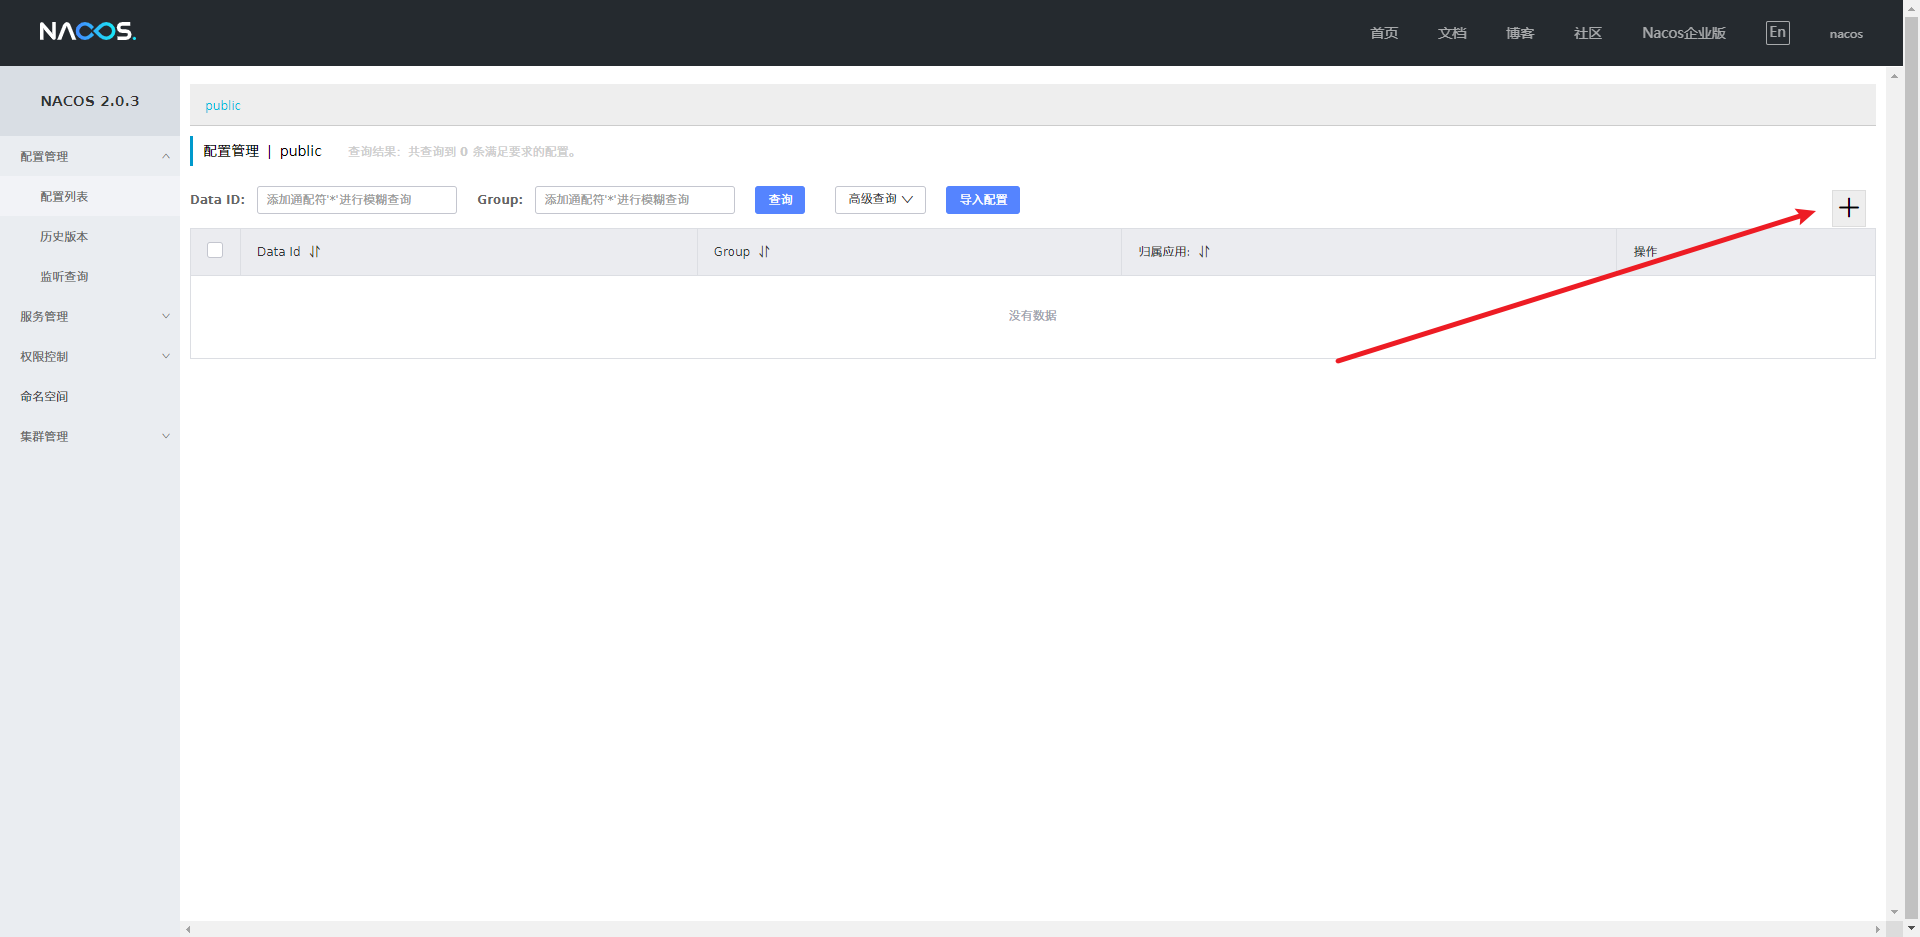 NACOS.
首页 文档 博客 社区 Nacos企业版 En nacos
NACOS 2.0.3
配置管理
配置列表
历史版本
监听查询
服务管理
权限控制
命名空间
集群管理
public
配置管理 | public 查询结果：共查询到 0 条满足要求的配置。
Data ID: 添加通配符'*'进行模糊查询 Group: 添加通配符'*'进行模糊查询 查询 高级查询 导入配置
Data Id Group 归属应用: 操作
没有数据